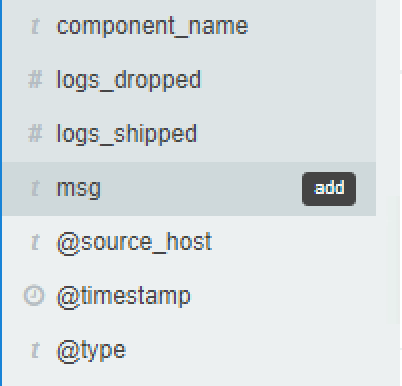 t component_name
# logs_dropped
# logs_shipped
t msg add
t @source_host
@timestamp
t @type